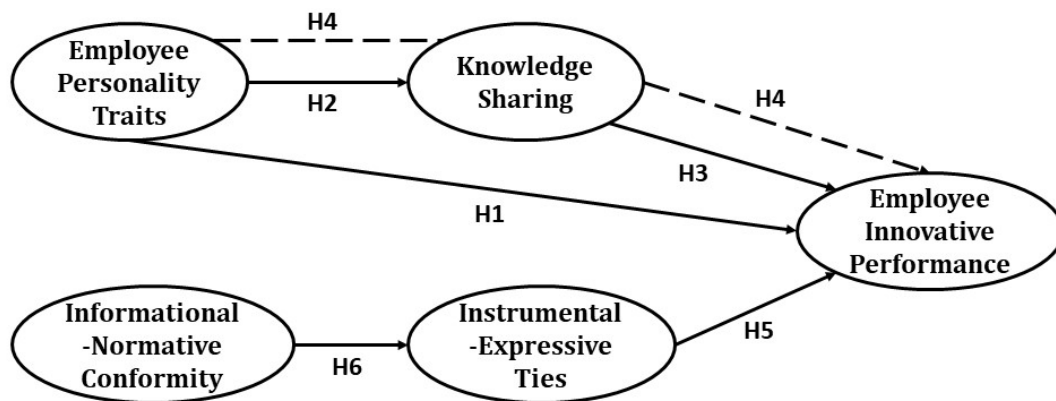 H4
Employee
Personality
Traits
H2
Knowledge
Sharing
H4
H3
H1
Employee
Innovative
Performance
Informational
-Normative
Conformity
H6
Instrumental
-Expressive
Ties
H5